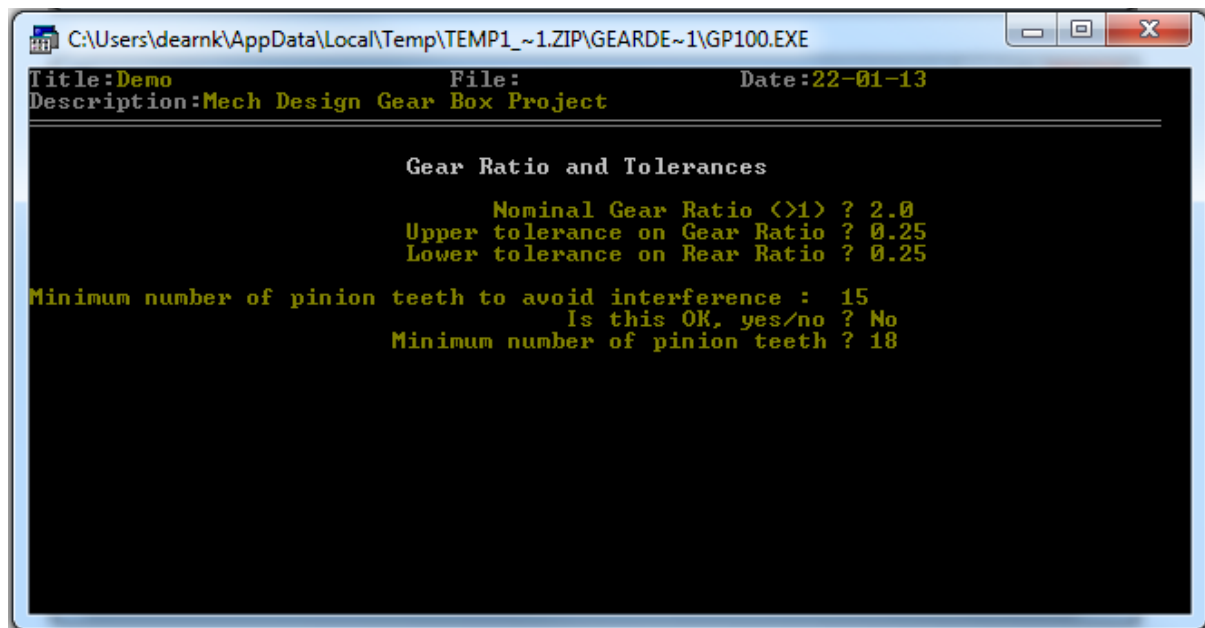 C:\Users\dearnk\AppData\Local\Temp\TEMP1_~1.ZIP\GEARDE~1\GP100.EXE
Title:Demo File: Date:22-01-13
Description:Mech Design Gear Box Project
Gear Ratio and Tolerances
Nominal Gear Ratio (>1) ? 2.0
Upper tolerance on Gear Ratio ? 0.25
Lower tolerance on Rear Ratio ? 0.25
Minimum number of pinion teeth to avoid interference : 15
Is this OK, yes/no ? No
Minimum number of pinion teeth ? 18